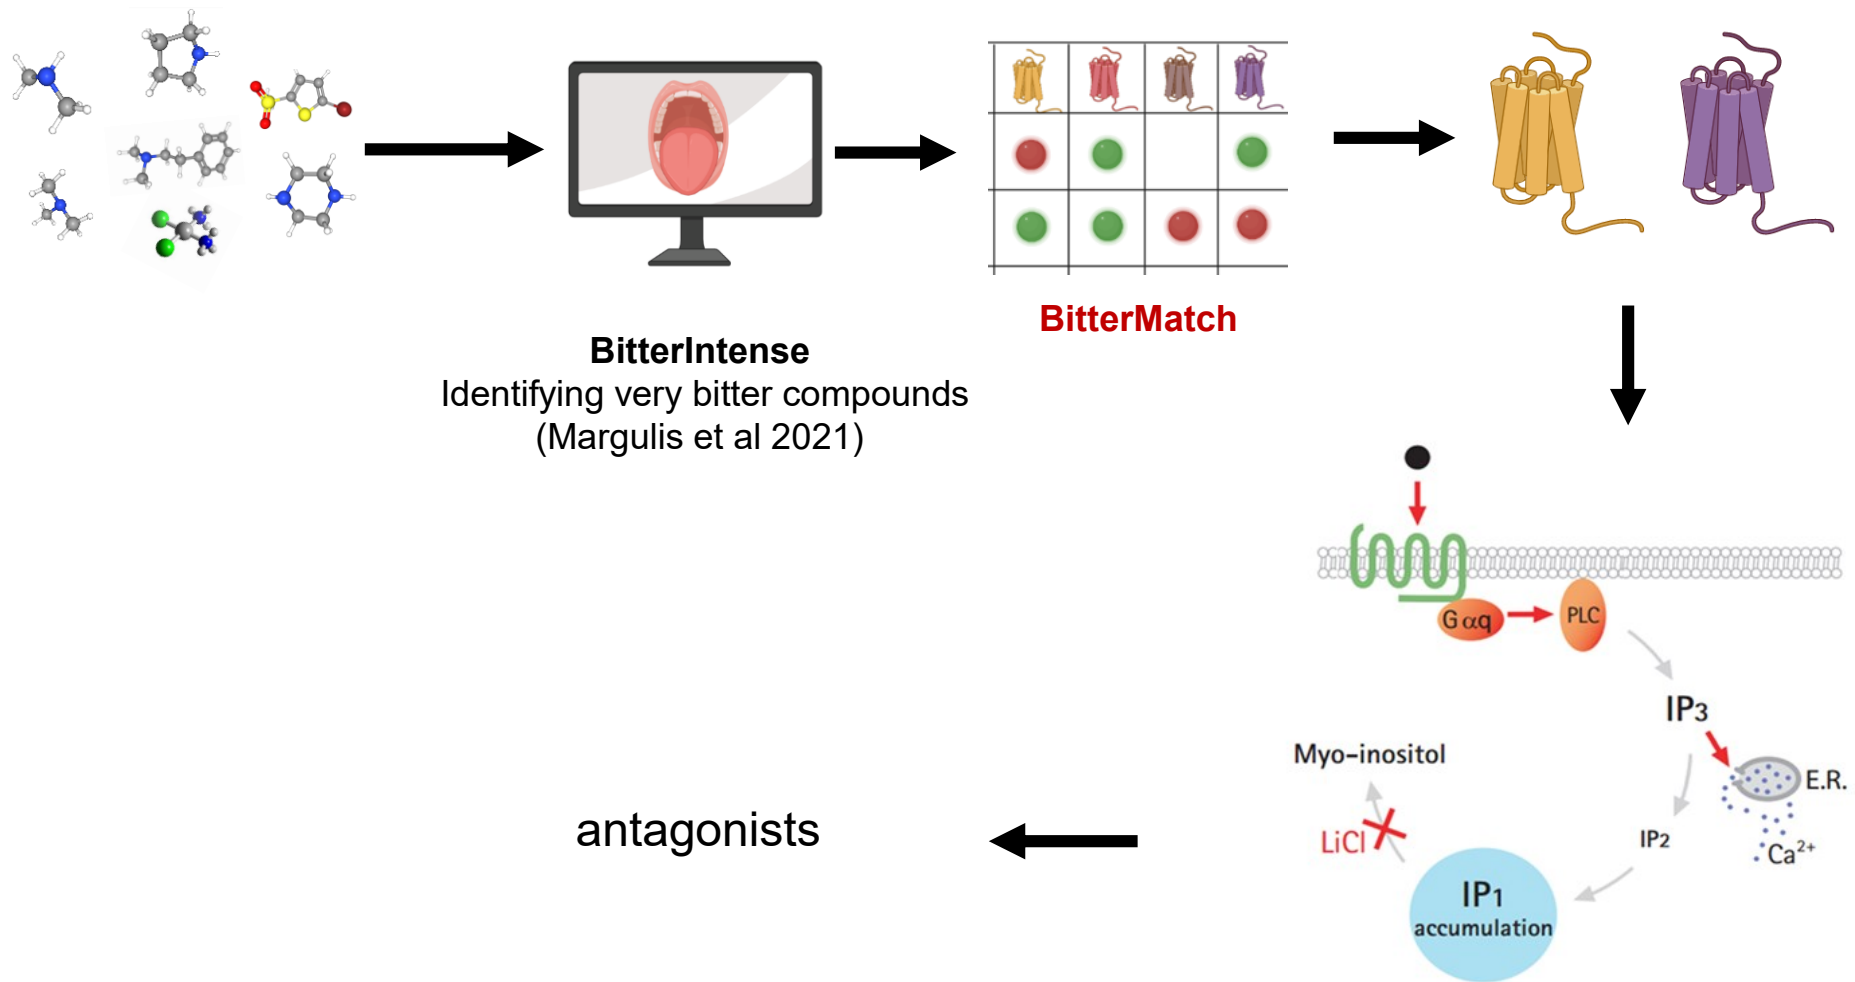 BitterMatch
BitterIntense
Identifying very bitter compounds
(Margulis et al 2021)
Gαq
PLC
IP3
Myo-inositol
E.R.
LiCl
IP2
Ca2+
IP1
accumulation
antagonists